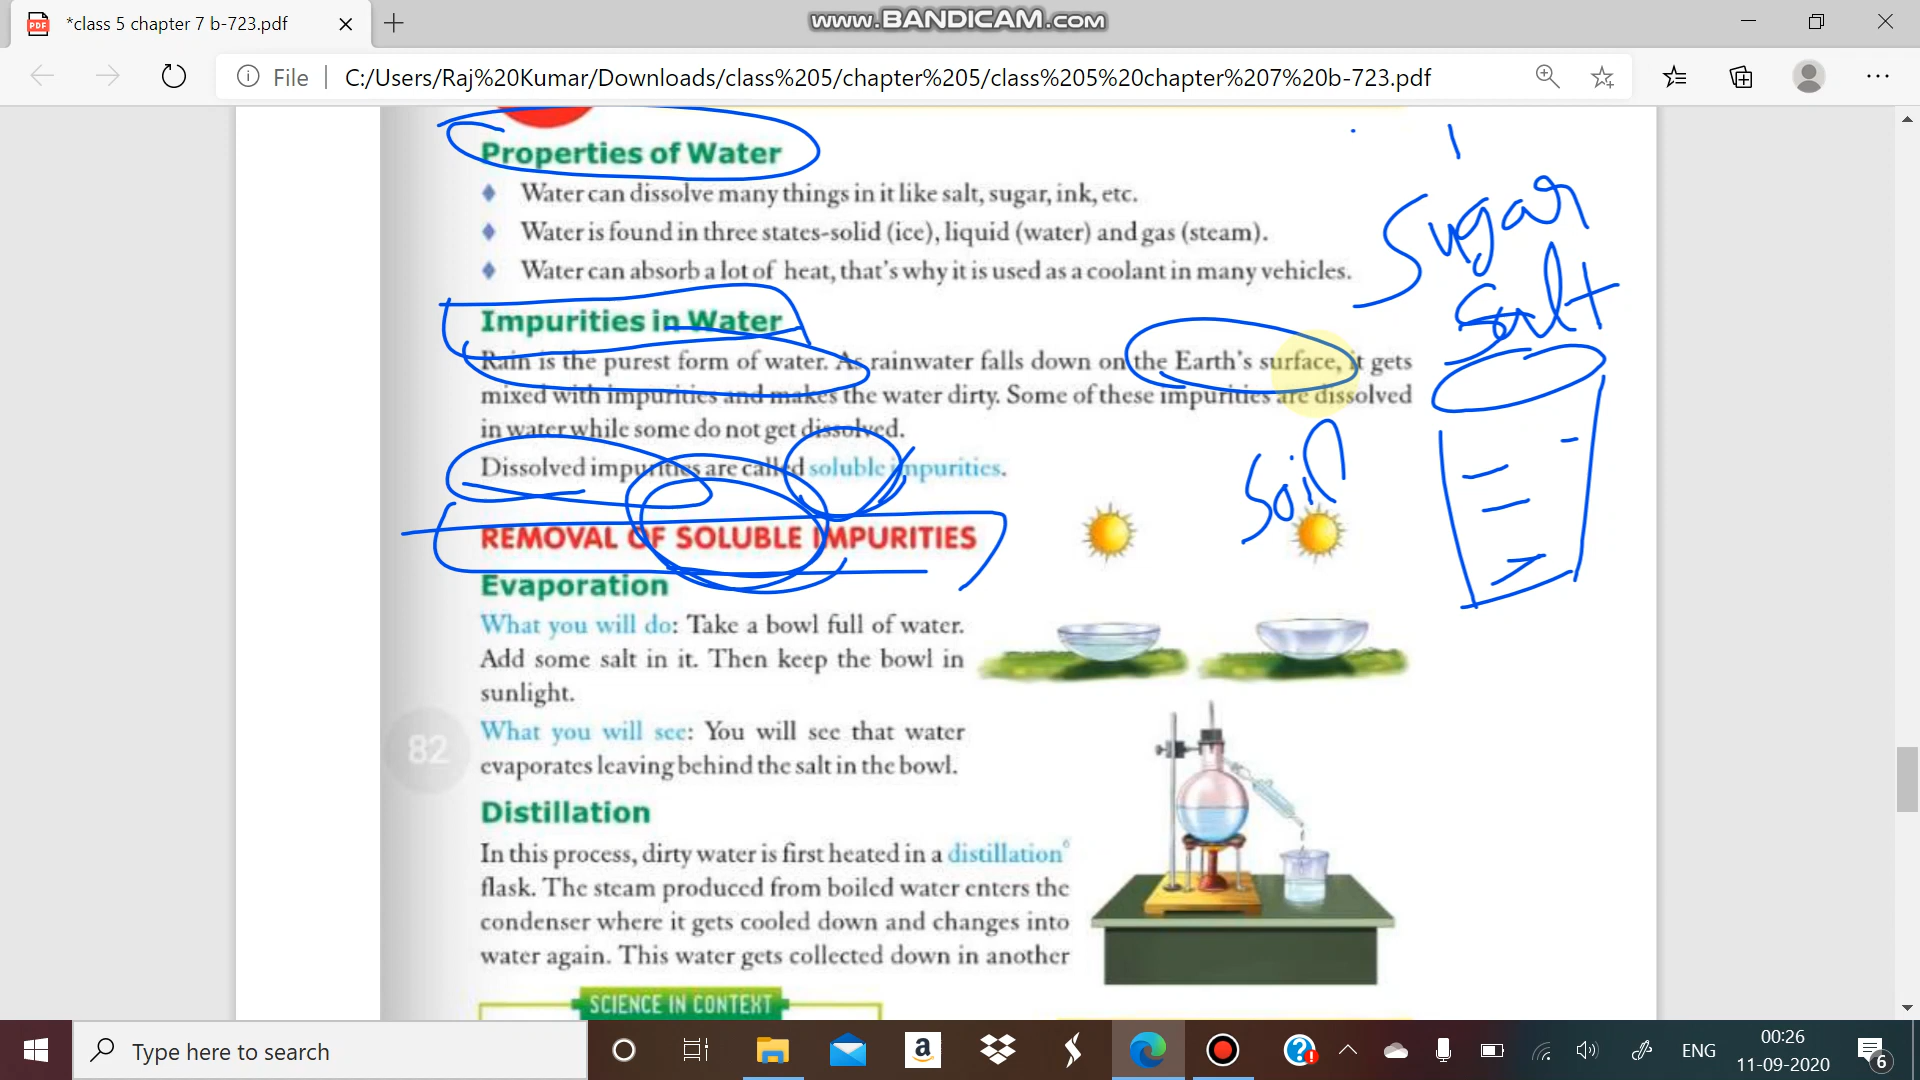 *class 5 chapter 7 b-723.pdf
www.BANDICAM.com
File
C:/Users/Raj%20Kumar/Downloads/class%205/chapter%205/class%205%20chapter%207%20b-723.pdf
Properties of Water
Water can dissolve many things in it like salt, sugar, ink, etc.
Water is found in three states-solid (ice), liquid (water) and gas (steam).
Water can absorb a lot of heat, that's why it is used as a coolant in many vehicles.
Sugar
Salt
Impurities in Water
Rain is the purest form of water. As rainwater falls down on the Earth's surface, it gets
mixed with impurities and makes the water dirty. Some of these impurities are dissolved
in water while some do not get dissolved.
Dissolved impurities are called soluble impurities.
Soil
REMOVAL OF SOLUBLE IMPURITIES
Evaporation
What you will do: Take a bowl full of water.
Add some salt in it. Then keep the bowl in
sunlight.
What you will see: You will see that water
evaporates leaving behind the salt in the bowl.
82
Distillation
In this process, dirty water is first heated in a distillation6
flask. The steam produced from boiled water enters the
condenser where it gets cooled down and changes into
water again. This water gets collected down in another
SCIENCE IN CONTEXT
Type here to search
ENG
00:26
11-09-2020
6